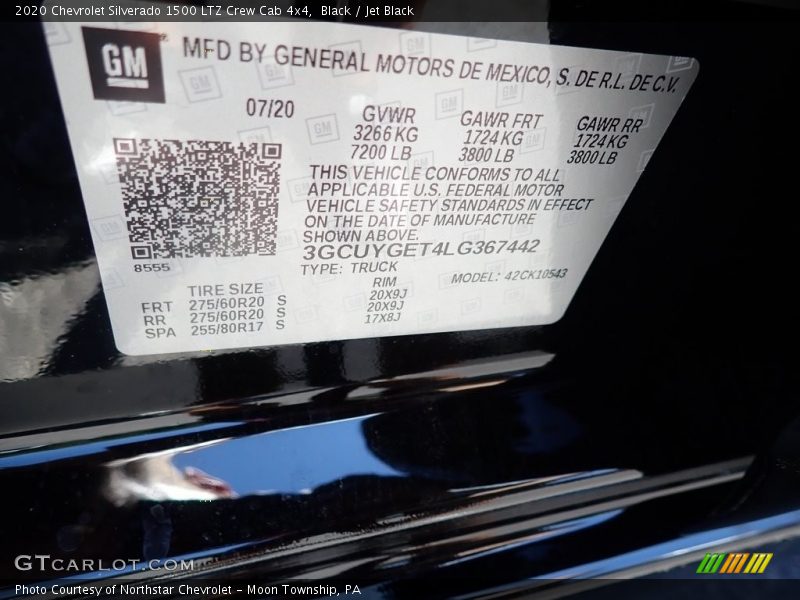 2020 Chevrolet Silverado 1500 LTZ Crew Cab 4x4, Black / Jet Black
GM
MFD BY GENERAL MOTORS DE MEXICO, S. DE R.L. DE C.V.
07/20
GVWR
3266 KG
7200 LB
GAWR FRT
1724 KG
3800 LB
GAWR RR
1724 KG
3800 LB
THIS VEHICLE CONFORMS TO ALL
APPLICABLE U.S. FEDERAL MOTOR
VEHICLE SAFETY STANDARDS IN EFFECT
ON THE DATE OF MANUFACTURE
SHOWN ABOVE.
3GCUYGET4LG367442
TYPE: TRUCK
MODEL: 42CK10543
8555
TIRE SIZE RIM
FRT 275/60R20 S 20X9J
RR 275/60R20 S 20X9J
SPA 255/80R17 S 17X8J
GTCARLOT.COM
Photo Courtesy of Northstar Chevrolet - Moon Township, PA